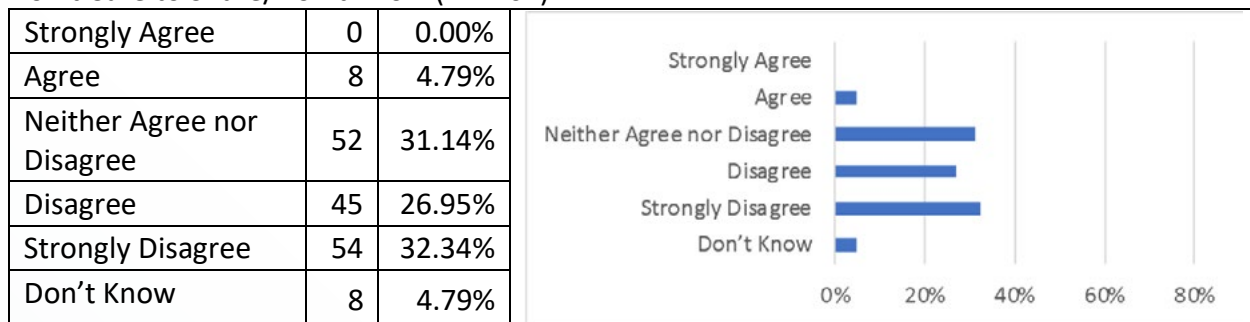 Strongly Agree 0 0.00%
Agree 8 4.79%
Neither Agree nor
Disagree 52 31.14%
Disagree 45 26.95%
Strongly Disagree 54 32.34%
Don't Know 8 4.79%
Strongly Agree
Agree
Neither Agree nor Disagree
Disagree
Strongly Disagree
Don't Know
0% 20% 40% 60% 80%